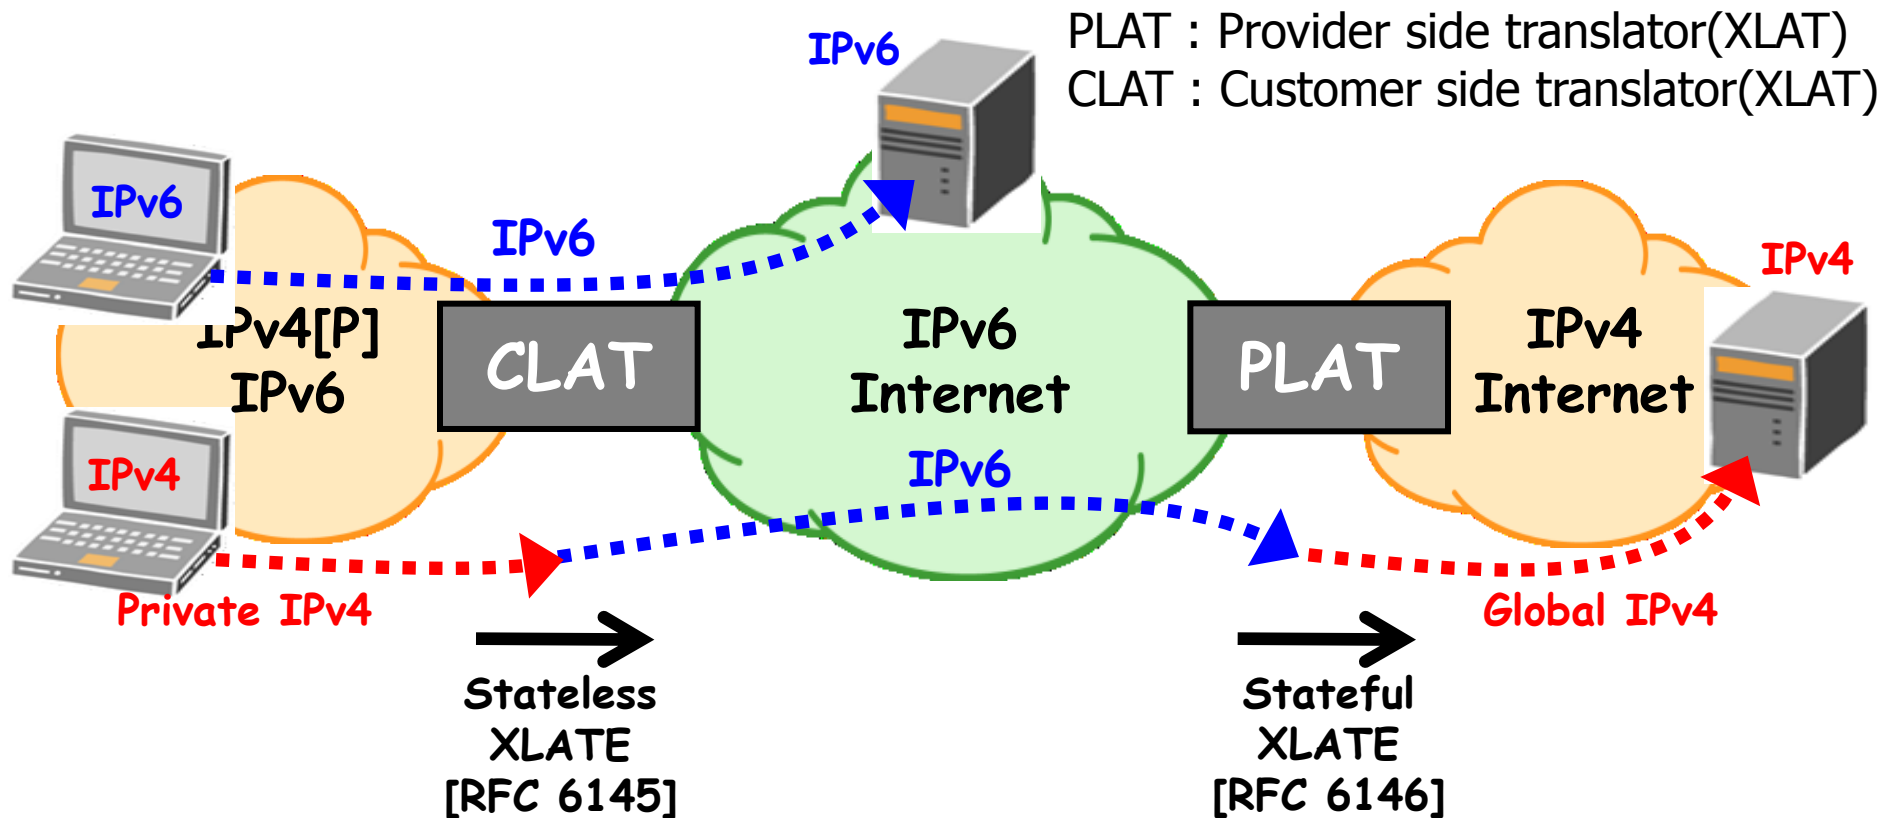 PLAT : Provider side translator(XLAT)
CLAT : Customer side translator(XLAT)
IPv6
IPv6
IPv6
IPv4
IPv4[P]
IPv6
CLAT
IPv6
Internet
PLAT
IPv4
Internet
IPv4
IPv6
Private IPv4
Global IPv4
Stateless
XLATE
[RFC 6145]
Stateful
XLATE
[RFC 6146]